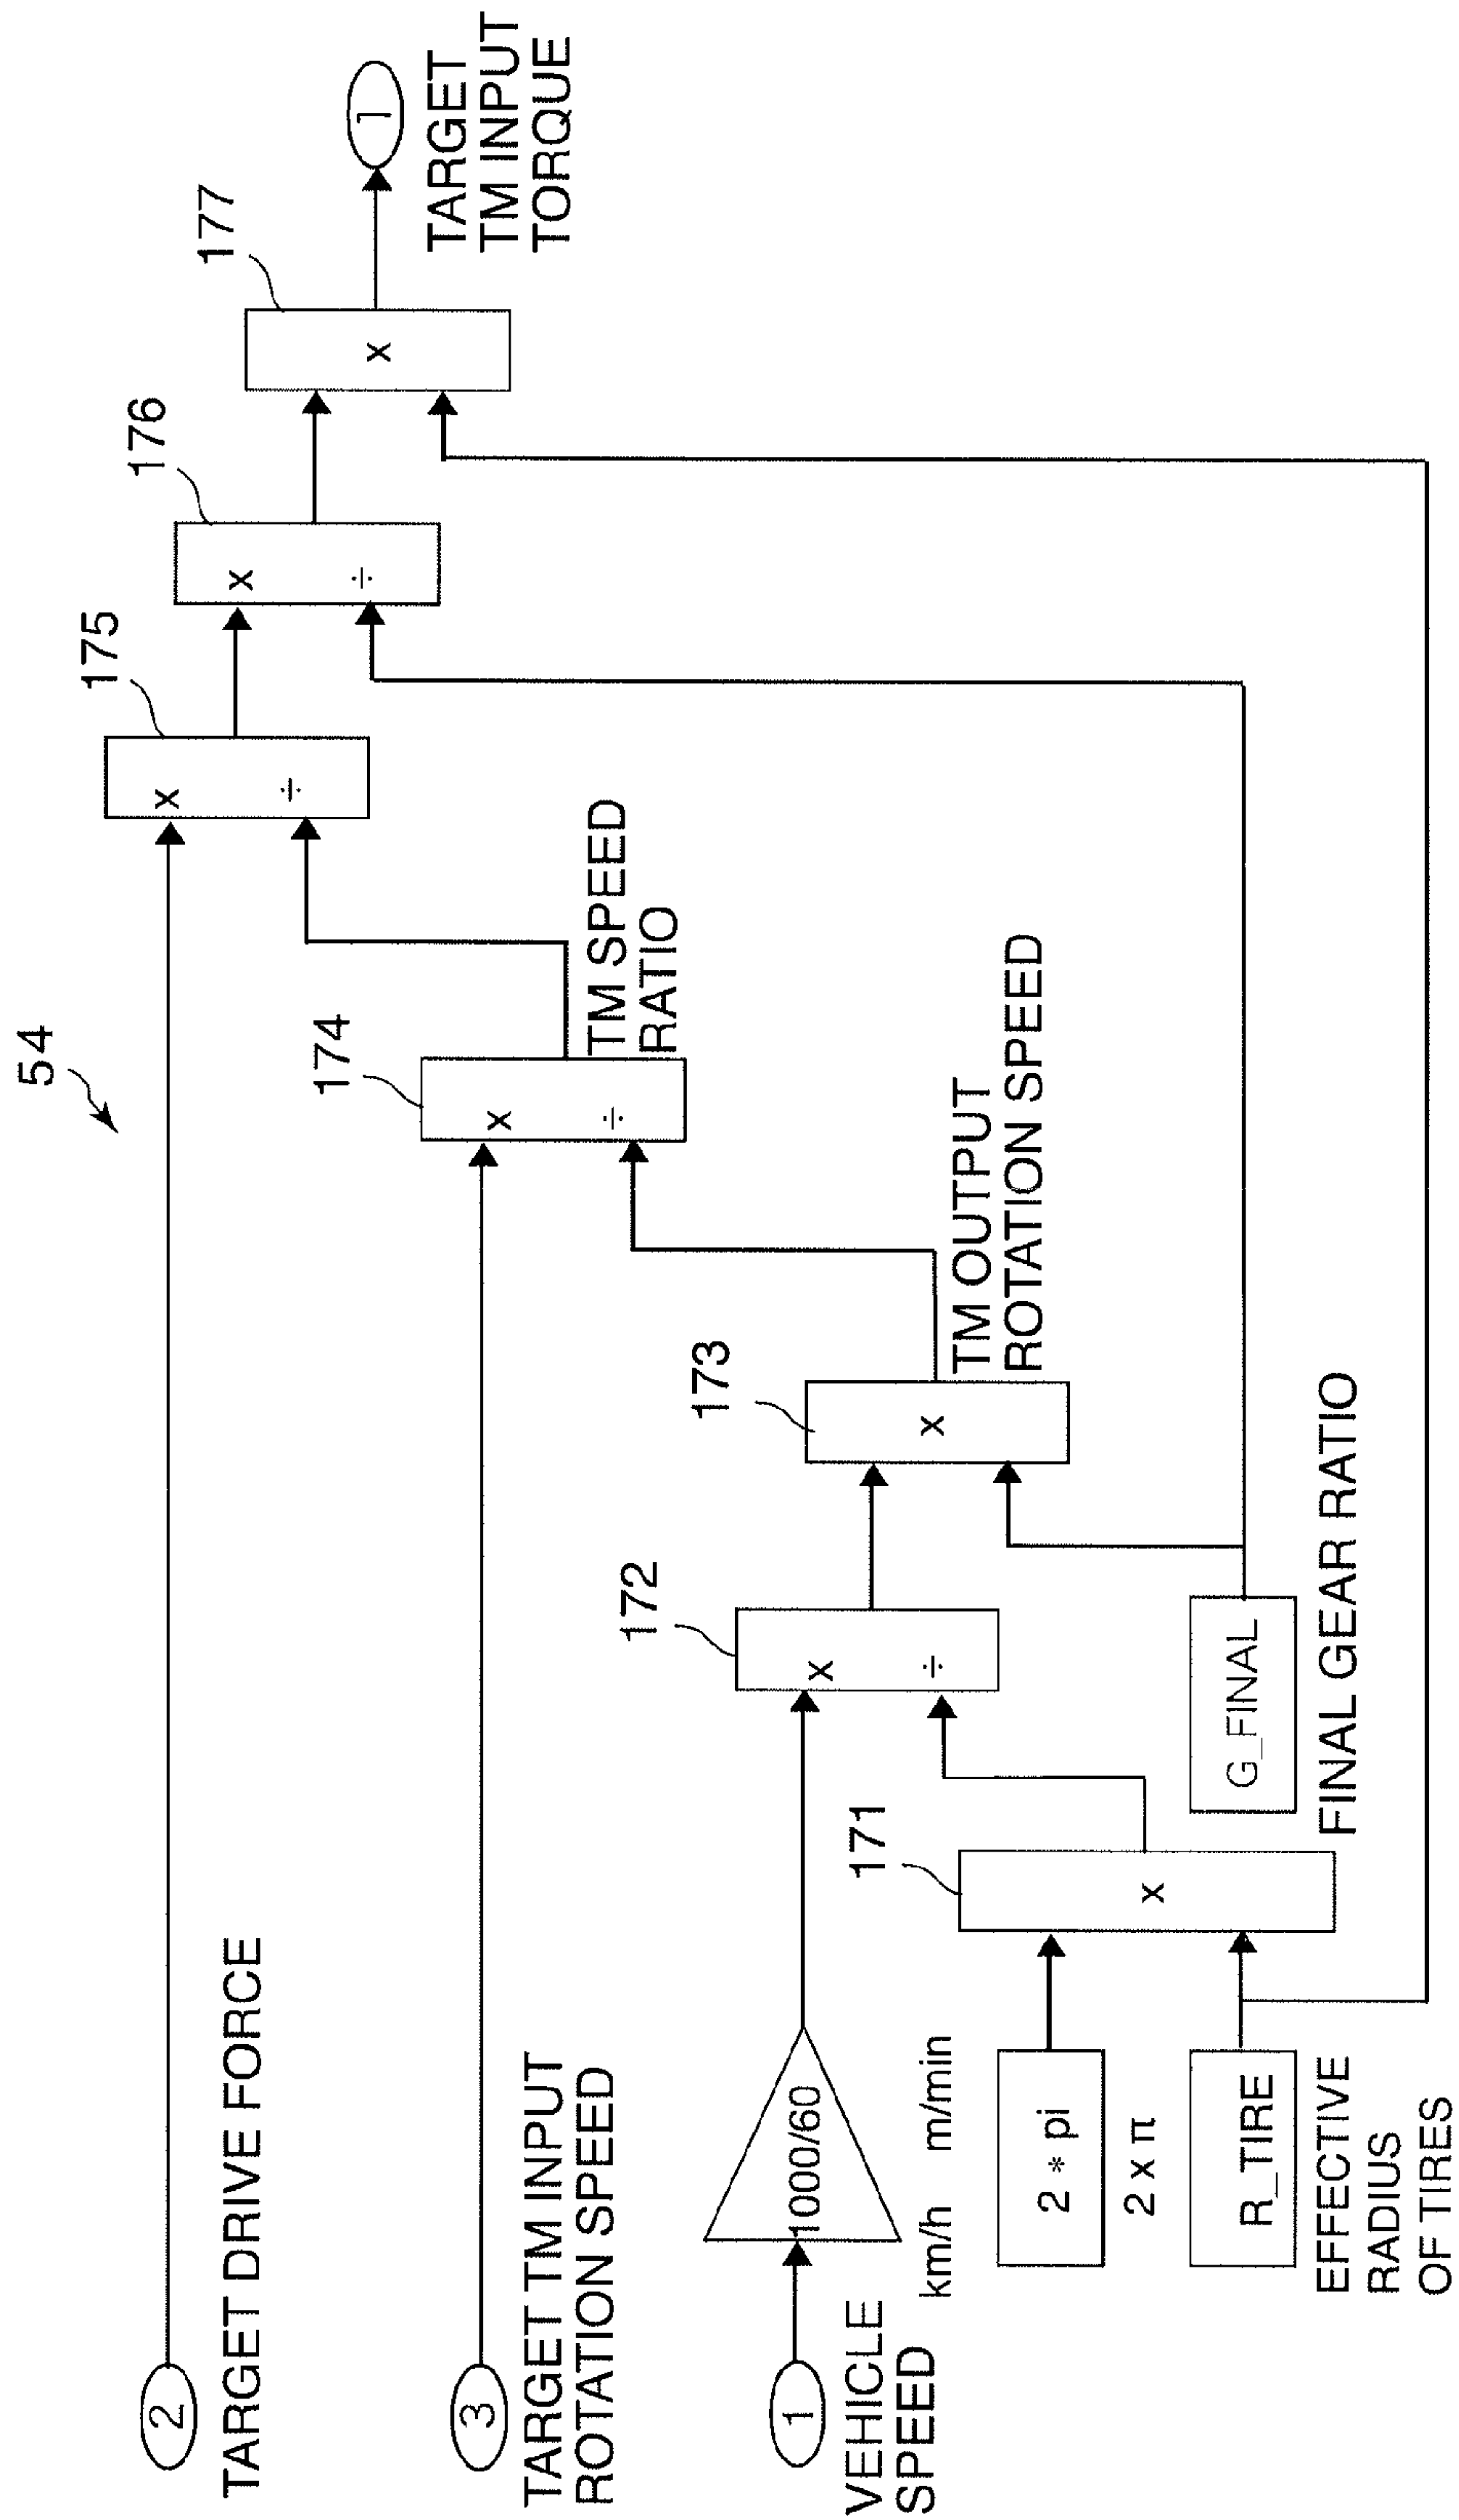 54
2
TARGET DRIVE FORCE
3
TARGET TM INPUT
ROTATION SPEED
1
VEHICLE
SPEED
1000/60
km/h m/min
2 * pi
2 x π
R_TIRE
EFFECTIVE
RADIUS
OF TIRES
171
x
G_FINAL
FINAL GEAR RATIO
172
x
÷
173
x
TM OUTPUT
ROTATION SPEED
174
x
÷
TM SPEED
RATIO
175
x
÷
176
x
÷
177
x
1
TARGET
TM INPUT
TORQUE